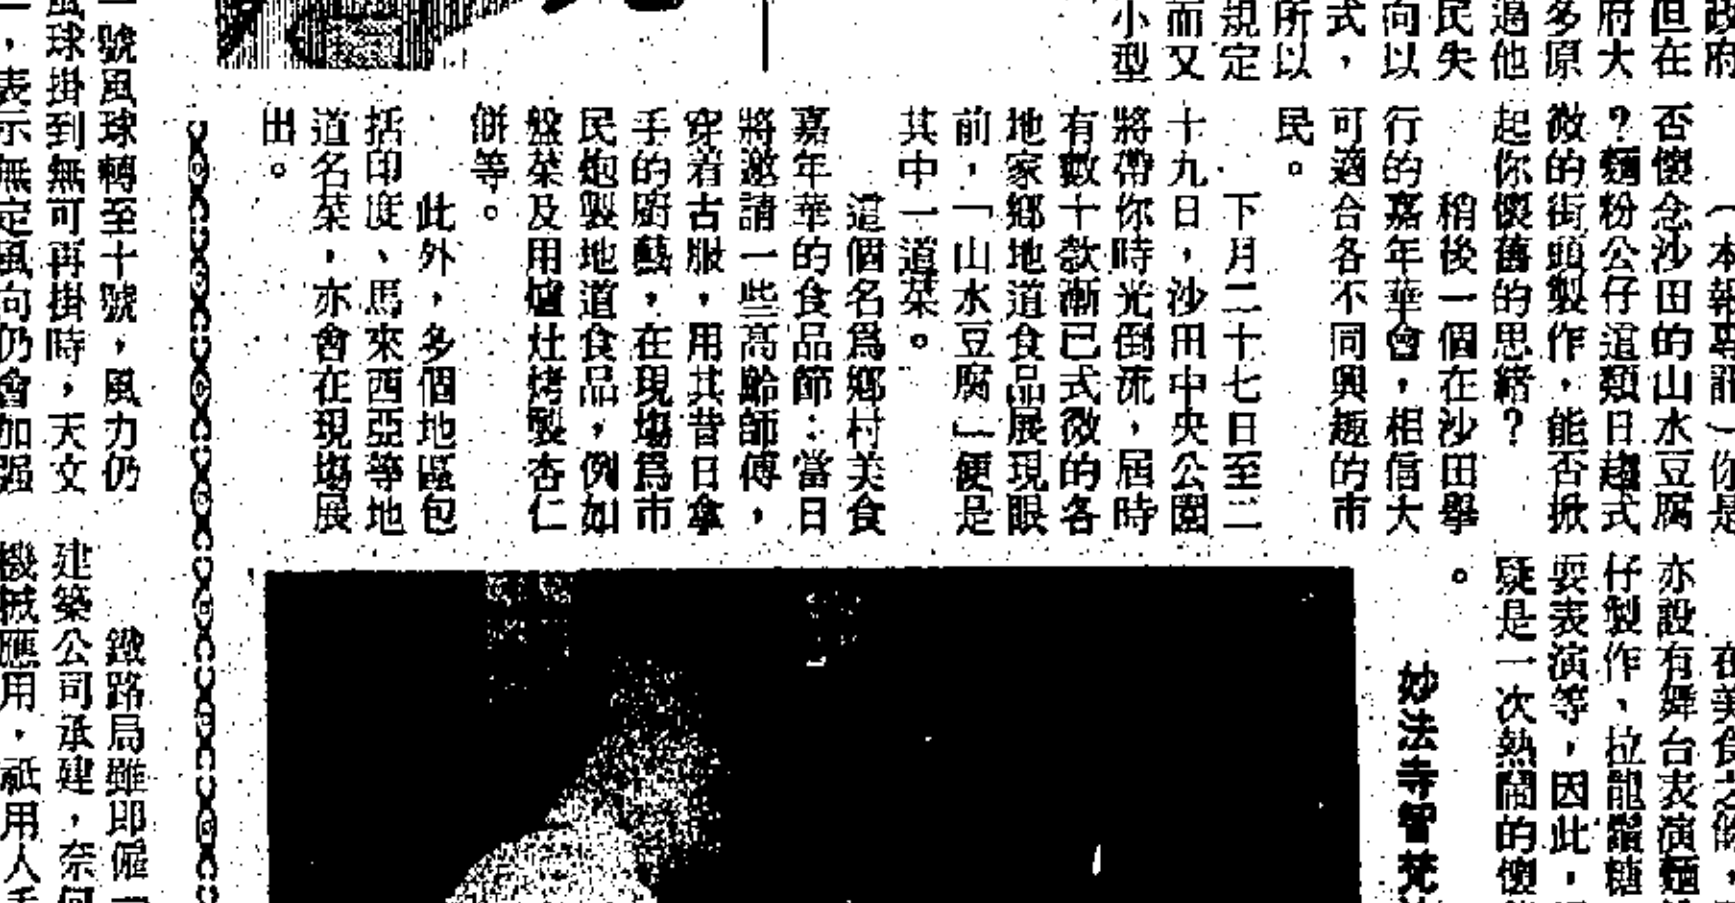 政府
但在
府大
多原
過他
民失
向以
式，
所以
規定
而又
小型
（本報專訊）你是
否懷念沙田的山水豆腐
？麵粉公仔這類日趨式
微的街頭製作，能否掀
起你懷舊的思緒？
稍後一個在沙田舉
行的嘉年華會，相信大
可適合各不同興趣的市
民。
下月二十七日至二
十九日，沙田中央公園
將帶你時光倒流，屆時
有數十欵漸已式微的各
地家鄉地道食品展現眼
前，「山水豆腐」便是
其中一道菜。
這個名爲鄉村美食
嘉年華的食品節：當日
將邀請一些高齡師傅，
穿着古服，用其昔日拿
手的廚藝，在現場爲市
民炮製地道食品，例如
盤菜及用爐灶烤製杏仁
餅等。
此外，多個地區包
括印度、馬來西亞等地
道名菜，亦會在現場展
出。
在美食之餘，
亦設有舞台表演麵
仔製作、拉龍鬚糖
耍表演等，因此，
疑是一次熱鬧的懷
。
妙法寺智梵
一號風球轉至十號，風力仍
風球掛到無可再掛時，天文
，表示無定風向仍會加强
鐵路局雖即僱
建築公司承建，奈何
機械應用，祇用人手